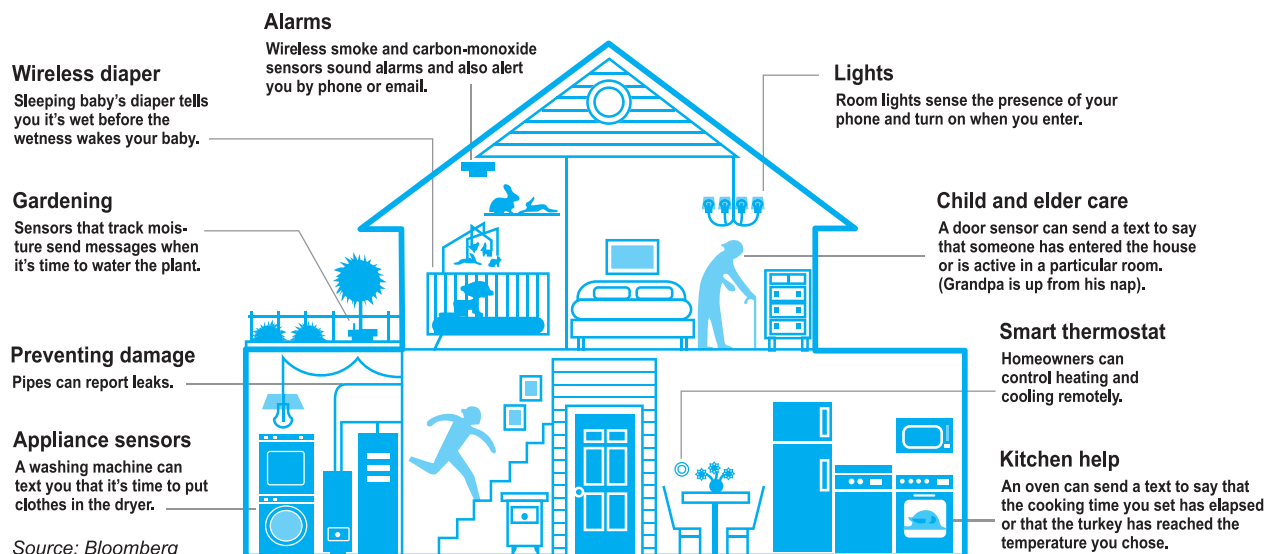 Alarms
Wireless smoke and carbon-monoxide
sensors sound alarms and also alert
you by phone or email.
Wireless diaper
Sleeping baby's diaper tells
you it's wet before the
wetness wakes your baby.
Gardening
Sensors that track mois-
ture send messages when
it's time to water the plant.
Preventing damage
Pipes can report leaks.
Appliance sensors
A washing machine can
text you that it's time to put
clothes in the dryer.
Source: Bloomberg
Lights
Room lights sense the presence of your
phone and turn on when you enter.
Child and elder care
A door sensor can send a text to say
that someone has entered the house
or is active in a particular room.
(Grandpa is up from his nap).
Smart thermostat
Homeowners can
control heating and
cooling remotely.
Kitchen help
An oven can send a text to say that
the cooking time you set has elapsed
or that the turkey has reached the
temperature you chose.